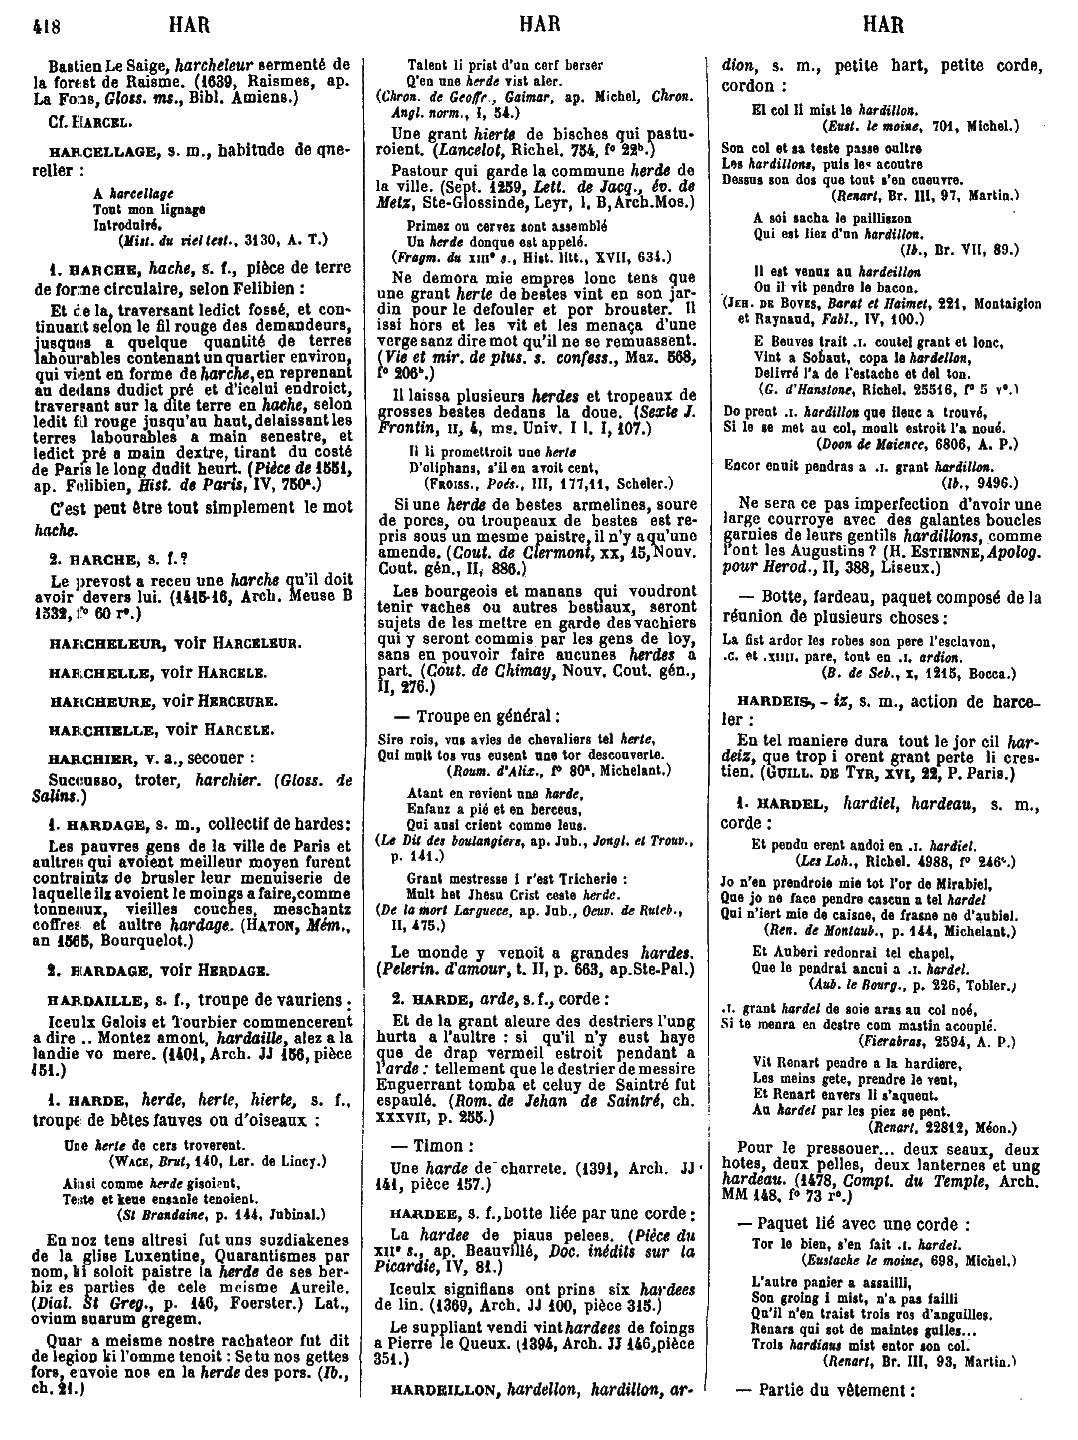 418 HAR HAR HAR
Bastien Le Saige, harcheleur sermenté de
la forest de Raisme. (1639, Raismes, ap.
La Fons, Gloss. ms., Bibl. Amiens.)
Cf. HARCEL.
HARCELLAGE, s. m., habitude de que-
reller :
A harcellage
Tout mon lignage
Introduiré.
(Mist. du viel test., 3130, A. T.)
1. HARCHE, hache, s. f., pièce de terre
de forme circulaire, selon Felibien :
Et de la, traversant ledict fossé, et con-
tinuant selon le fil rouge des demandeurs,
jusques a quelque quantité de terres
labourables contenant un quartier environ,
qui vient en forme de harche, en reprenant
au dedans dudict pré et d'icelui endroict,
traversant sur la dite terre en hache, selon
ledit fil rouge jusqu'au haut, delaissant les
terres labourables a main senestre, et
ledict pré a main dextre, tirant du costé
de Paris le long dudit heurt. (Pièce de 1551,
ap. Felibien, Hist. de Paris, IV, 750ª.)
C'est peut être tout simplement le mot
hache.
2. HARCHE, s. f.?
Le prevost a receu une harche qu'il doit
avoir devers lui. (1415-16, Arch. Meuse B
1532, fº 60 rº.)
HARCHELEUR, voir HARCELEUR.
HARCHELLE, voir HARCELE.
HARCHEURE, voir HERCEURE.
HARCHIELLE, voir HARCELE.
HARCHIER, v. a., secouer :
Succusso, troter, harchier. (Gloss. de
Salins.)
1. HARDAGE, s. m., collectif de hardes:
Les pauvres gens de la ville de Paris et
aultres qui avoient meilleur moyen furent
contraintz de brusler leur menuiserie de
laquelle ilz avoient le moings a faire, comme
tonneaux, vieilles couches, meschantz
coffres et aultre hardage. (HATON, Mém.,
an 1565, Bourquelot.)
2. HARDAGE, voir HERDAGE.
HARDAILLE, s. f., troupe de vauriens :
Iceulx Galois et Tourbier commencerent
a dire .. Montez amont, hardaille, alez a la
landie vo mere. (1401, Arch. JJ 156, pièce
451.)
1. HARDE, herde, herte, hierte, s. f.,
troupe de bêtes fauves ou d'oiseaux :
Une herte de cers troverent.
(WACE, Brut, 140, Ler. de Lincy.)
Ainsi comme herde gisoient,
Teste et keue ensanle tenoient.
(St Brandaine, p. 144, Jubinal.)
En noz tens altresi fut uns suzdiakenes
de la glise Luxentine, Quarantismes par
nom, ki soloit paistre la herde de ses ber-
biz es parties de cele meisme Aureile.
(Dial. St Greg., p. 146, Foerster.) Lat.,
ovium suarum gregem.
Quar a meisme nostre rachateor fut dit
de legion ki l'omme tenoit : Se tu nos gettes
fors, envoie nos en la herde des pors. (Ib.,
ch. 21.)
Talent li prist d'un cerf berser
Q'en une herde vist aler.
(Chron. de Geoffr., Gaimar, ap. Michel, Chron.
Angl. norm., I, 54.)
Une grant hierte de bisches qui pastu-
roient. (Lancelot, Richel. 754, fº 22ᵇ.)
Pastour qui garde la commune herde de
la ville. (Sept. 1259, Lett. de Jacq., év. de
Metz, Ste-Glossinde, Leyr, l. B, Arch. Mos.)
Primez ou cervez sont assemblé
Un herde donque est appelé.
(Fragm. du XIIIᵉ s., Hist. litt., XVII, 634.)
Ne demora mie empres lonc tens que
une grant herte de bestes vint en son jar-
din pour le defouler et por brouster. Il
issi hors et les vit et les menaça d'une
verge sanz dire mot qu'il ne se remuassent.
(Vie et mir. de plus. s. confess., Maz. 568,
fº 206ᵇ.)
Il laissa plusieurs herdes et tropeaux de
grosses bestes dedans la doue. (Sexte J.
Frontin, II, 4, ms. Univ. I l. I, 107.)
Il li promettroit une herte
D'oliphans, s'il en avoit cent,
(FROISS., Poés., III, 177,11, Scheler.)
Si une herde de bestes armelines, soure
de porcs, ou troupeaux de bestes est re-
pris sous un mesme paistre, il n'y a qu'une
amende. (Cout. de Clermont, XX, 15, Nouv.
Cout. gén., II, 886.)
Les bourgeois et manans qui voudront
tenir vaches ou autres bestiaux, seront
sujets de les mettre en garde des vachiers
qui y seront commis par les gens de loy,
sans en pouvoir faire aucunes herdes a
part. (Cout. de Chimay, Nouv. Cout. gén.,
II, 276.)
— Troupe en général :
Sire rois, vus avies de chevaliers tel herte,
Qui mult tos vus eusent une tor descouverte.
(Roum. d'Alix., fº 80ª, Michelant.)
Atant en revient une harde,
Enfanz a pié et en berceus,
Qui ausi crient comme leus.
(Le Dit des boulangiers, ap. Jub., Jongl. et Trouv.,
p. 141.)
Grant mestresse i r'est Tricherie :
Mult het Jhesu Crist ceste herde.
(De la mort Larguece, ap. Jub., Oeuv. de Ruteb.,
II, 475.)
Le monde y venoit a grandes hardes.
(Pelerin. d'amour, t. II, p. 663, ap. Ste-Pal.)
2. HARDE, arde, s. f., corde :
Et de la grant aleure des destriers l'ung
hurta a l'aultre : si qu'il n'y eust haye
que de drap vermeil estroit pendant a
l'arde : tellement que le destrier de messire
Enguerrant tomba et celuy de Saintré fut
espaulé. (Rom. de Jehan de Saintré, ch.
XXXVII, p. 255.)
— Timon :
Une harde de charrete. (1391, Arch. JJ
141, pièce 157.)
HARDEE, s. f., botte liée par une corde :
La hardee de piaus pelees. (Pièce du
XIIᵉ s., ap. Beauvillé, Doc. inédits sur la
Picardie, IV, 81.)
Iceulx signifians ont prins six hardees
de lin. (1369, Arch. JJ 100, pièce 315.)
Le suppliant vendi vint hardees de foings
a Pierre le Queux. (1394, Arch. JJ 146, pièce
351.)
HARDEILLON, hardellon, hardillon, ar-
dion, s. m., petite hart, petite corde,
cordon :
El col li mist le hardillon.
(Eust. le moine, 701, Michel.)
Son col et sa teste passe oultre
Les hardillons, puis les acoutre
Dessus son dos que tout s'en cueuvre.
(Renart, Br. III, 97, Martin.)
A soi sacha le pailliszon
Qui est liez d'un hardillon.
(Ib., Br. VII, 89.)
Il est venus au hardeillon
Ou il vit pendre le bacon.
(JEH. DE BOVES, Barat et Haimet, 221, Montaiglon
et Raynaud, Fabl., IV, 100.)
E Beuves trait .I. coutel grant et lonc,
Vint a Sobaut, copa le hardellon,
Delivré l'a de l'estache et del ton.
(G. d'Hanstone, Richel. 25516, fº 5 vº.)
Do prent .I. hardillon que ileuc a trouvé,
Si le se met au col, moult estroit l'a noué.
(Doon de Maience, 6806, A. P.)
Encor enuit pendras a .I. grant hardillon.
(Ib., 9496.)
Ne sera ce pas imperfection d'avoir une
large courroye avec des galantes boucles
garnies de leurs gentils hardillons, comme
l'ont les Augustins ? (H. ESTIENNE, Apolog.
pour Herod., II, 388, Liseux.)
— Botte, fardeau, paquet composé de la
réunion de plusieurs choses :
La fist ardor les robes son pere l'esclavon,
.C. et .XIIII. pare, tout en .I. ardion.
(B. de Seb., X, 1215, Bocca.)
HARDEIS, - iz, s. m., action de harce-
ler :
En tel maniere dura tout le jor cil har-
deiz, que trop i orent grant perte li cres-
tien. (GUILL. DE TYR, XVI, 22, P. Paris.)
1. HARDEL, hardiel, hardeau, s. m.,
corde :
Et pendu erent andoi en .I. hardiel.
(Les Loh., Richel. 4988, fº 246ᵇ.)
Jo n'en prendroie mie tot l'or de Mirabiel,
Que jo ne face pendre cascun a tel hardel
Qui n'iert mie de caisne, de frasne ne d'aubiel.
(Ren. de Montaub., p. 144, Michelant.)
Et Auberi redonrai tel chapel,
Que le pendrai ancui a .I. hardel.
(Aub. le Bourg., p. 226, Tobler.)
.I. grant hardel de soie aras au col noé,
Si te menra en destre com mastin acouplé.
(Fierabras, 2594, A. P.)
Vit Renart pendre a la hardiere,
Les meins gete, prendre le vent,
Et Renart envers li s'aquent.
Au hardel par les piez se pent.
(Renart, 22812, Méon.)
Pour le pressouer... deux seaux, deux
hotes, deux pelles, deux lanternes et ung
hardeau. (1478, Compt. du Temple, Arch.
MM 148, fº 73 rº.)
— Paquet lié avec une corde :
Tor le bien, s'en fait .I. hardel.
(Eustache le moine, 698, Michel.)
L'autre panier a assailli,
Son groing i mist, n'a pas failli
Qu'il n'en traist trois ros d'anguilles.
Renars qui sot de maintes guiles...
Trois hardiaus mist entor son col.
(Renart, Br. III, 93, Martin.)
— Partie du vêtement :